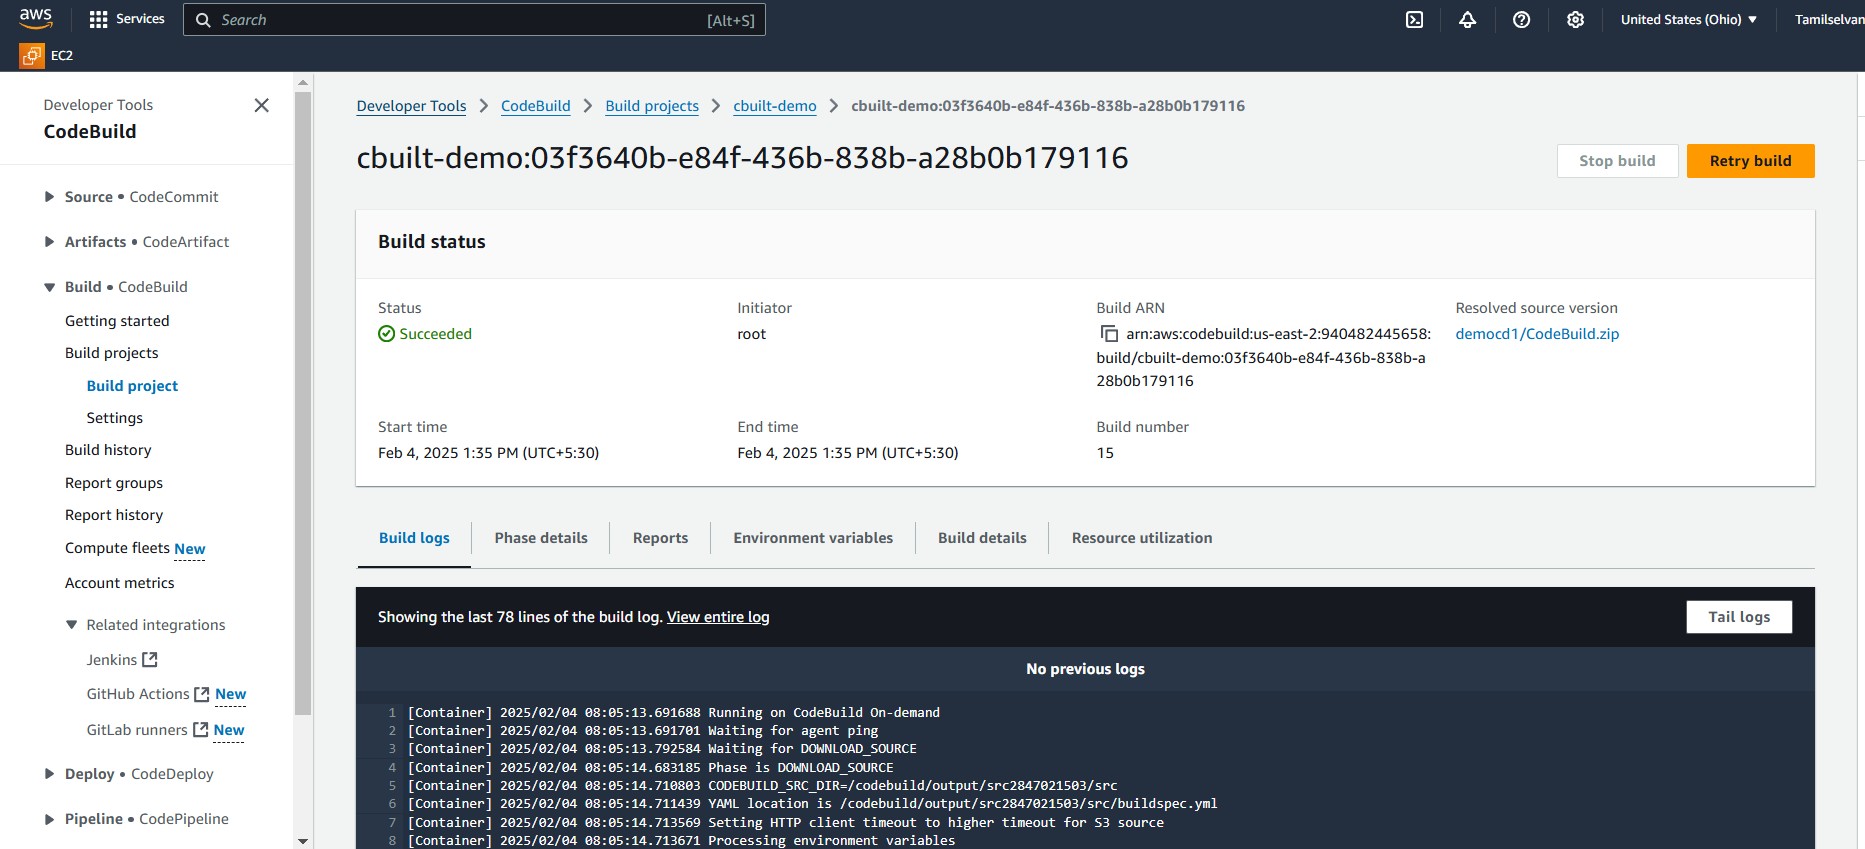 aws
Services
Search
[Alt+S]
United States (Ohio)
Tamilselvan
EC2
Developer Tools
CodeBuild
Source • CodeCommit
Artifacts • CodeArtifact
Build • CodeBuild
Getting started
Build projects
Build project
Settings
Build history
Report groups
Report history
Compute fleets New
Account metrics
Related integrations
Jenkins
GitHub Actions New
GitLab runners New
Deploy • CodeDeploy
Pipeline • CodePipeline
Developer Tools > CodeBuild > Build projects > cbuilt-demo > cbuilt-demo:03f3640b-e84f-436b-838b-a28b0b179116
cbuilt-demo:03f3640b-e84f-436b-838b-a28b0b179116
Stop build
Retry build
Build status
Status
Succeeded
Initiator
root
Build ARN
arn:aws:codebuild:us-east-2:940482445658:
build/cbuilt-demo:03f3640b-e84f-436b-838b-a
28b0b179116
Resolved source version
democd1/CodeBuild.zip
Start time
Feb 4, 2025 1:35 PM (UTC+5:30)
End time
Feb 4, 2025 1:35 PM (UTC+5:30)
Build number
15
Build logs
Phase details
Reports
Environment variables
Build details
Resource utilization
Showing the last 78 lines of the build log. View entire log
Tail logs
No previous logs
1 [Container] 2025/02/04 08:05:13.691688 Running on CodeBuild On-demand
2 [Container] 2025/02/04 08:05:13.691701 Waiting for agent ping
3 [Container] 2025/02/04 08:05:13.792584 Waiting for DOWNLOAD_SOURCE
4 [Container] 2025/02/04 08:05:14.683185 Phase is DOWNLOAD_SOURCE
5 [Container] 2025/02/04 08:05:14.710803 CODEBUILD_SRC_DIR=/codebuild/output/src2847021503/src
6 [Container] 2025/02/04 08:05:14.711439 YAML location is /codebuild/output/src2847021503/src/buildspec.yml
7 [Container] 2025/02/04 08:05:14.713569 Setting HTTP client timeout to higher timeout for S3 source
8 [Container] 2025/02/04 08:05:14.713671 Processing environment variables